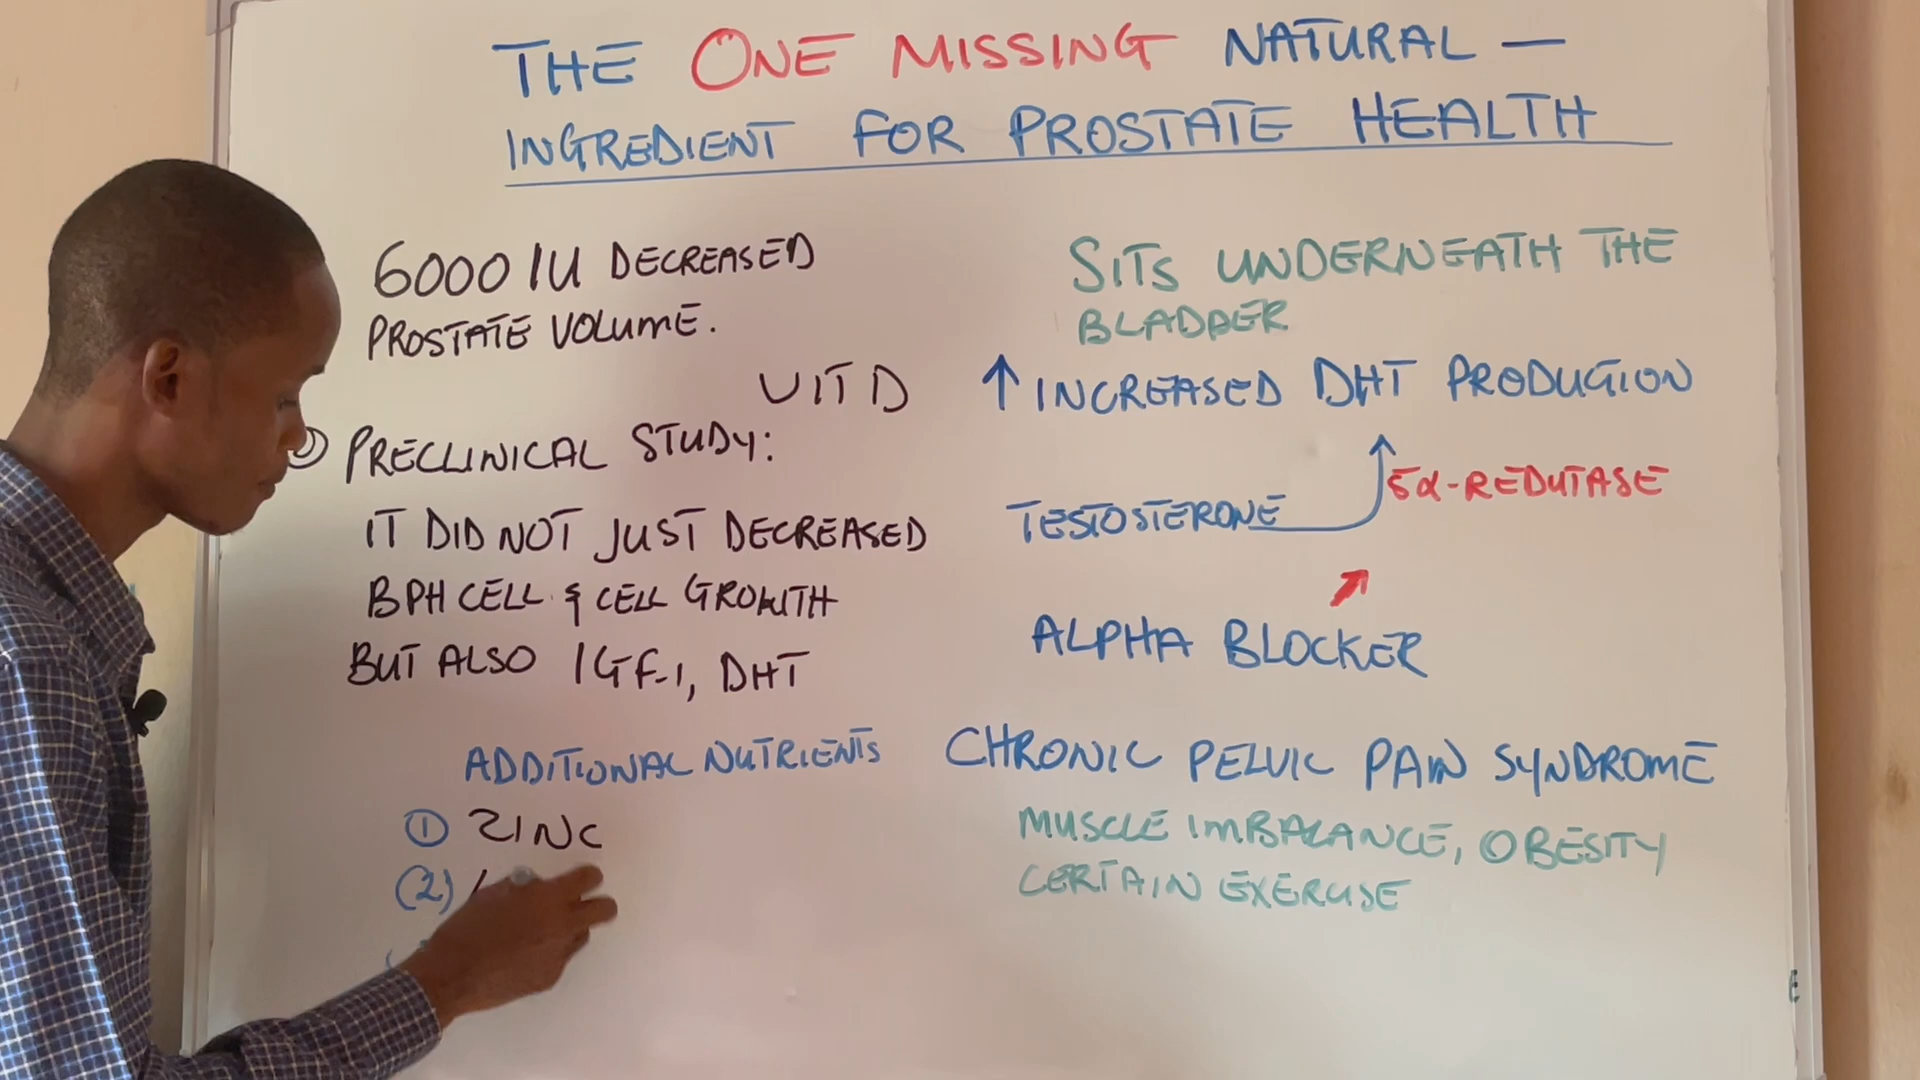 THE ONE MISSING NATURAL —
INGREDIENT FOR PROSTATE HEALTH
6000 IU DECREASED
PROSTATE VOLUME.
VIT D
PRECLINICAL STUDY:
IT DID NOT JUST DECREASED
BPH CELL & CELL GROWTH
BUT ALSO IGF-1, DHT
ADDITIONAL NUTRIENTS
① ZINC
(2)
SITS UNDERNEATH THE
BLADDER
↑ INCREASED DHT PRODUCTION
5α-REDUTASE
TESTOSTERONE
ALPHA BLOCKER
CHRONIC PELVIC PAIN SYNDROME
MUSCLE IMBALANCE, OBESITY
CERTAIN EXERCISE